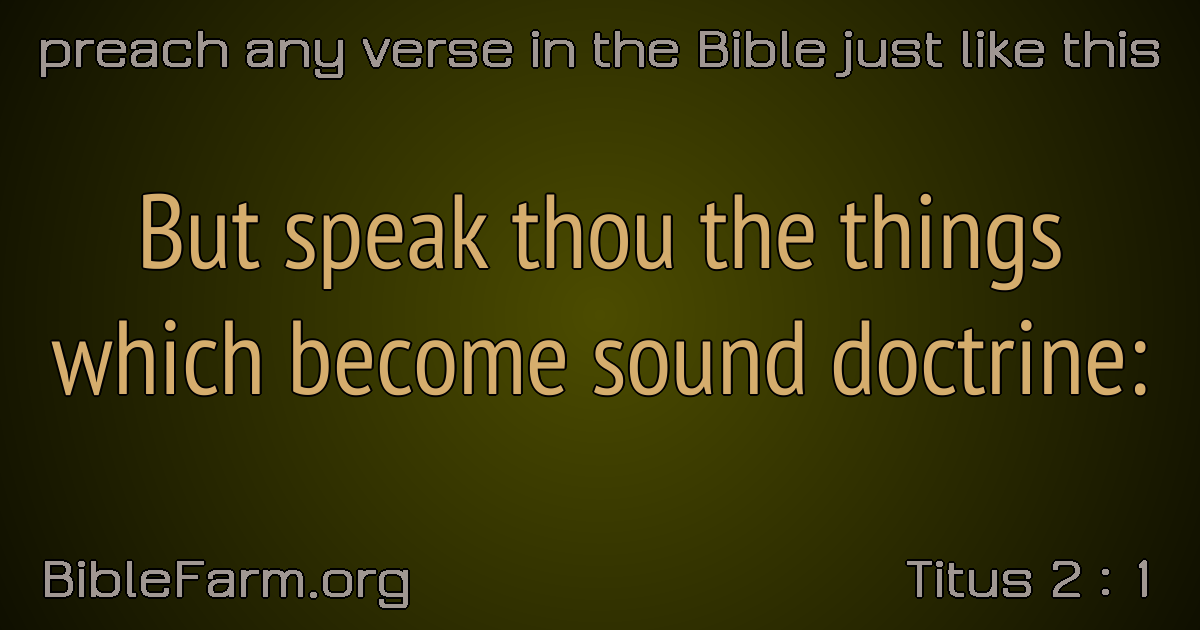 preach any verse in the Bible just like this
But speak thou the things
which become sound doctrine:
BibleFarm.org
Titus 2 : 1